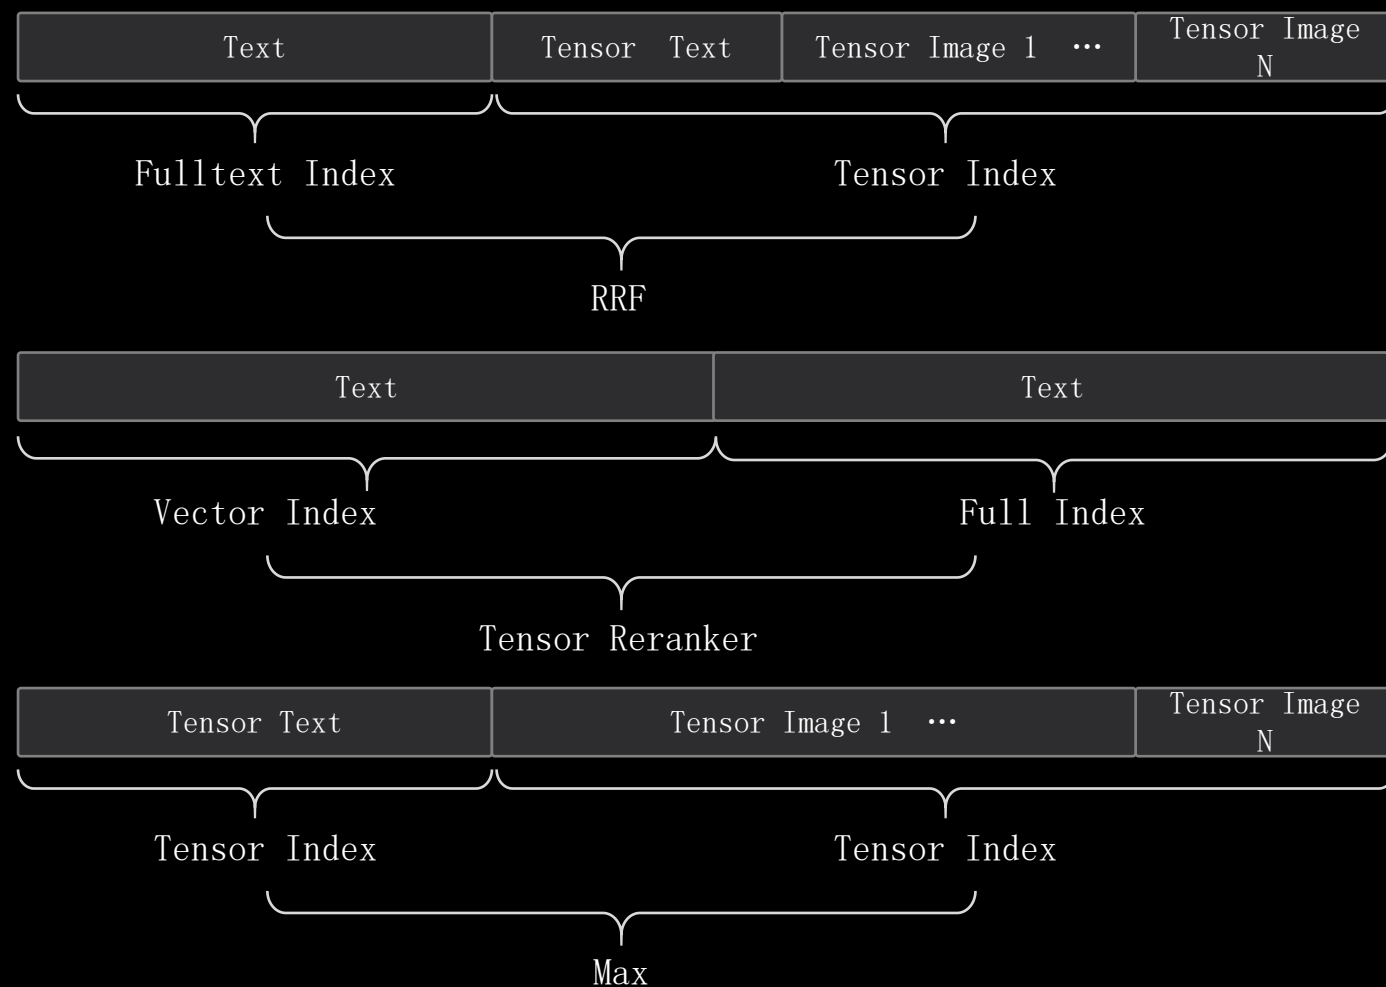 Text
Tensor Text
Tensor Image 1 …
Tensor Image
N
Fulltext Index
Tensor Index
RRF
Text
Text
Vector Index
Full Index
Tensor Reranker
Tensor Text
Tensor Image 1 …
Tensor Image
N
Tensor Index
Tensor Index
Max